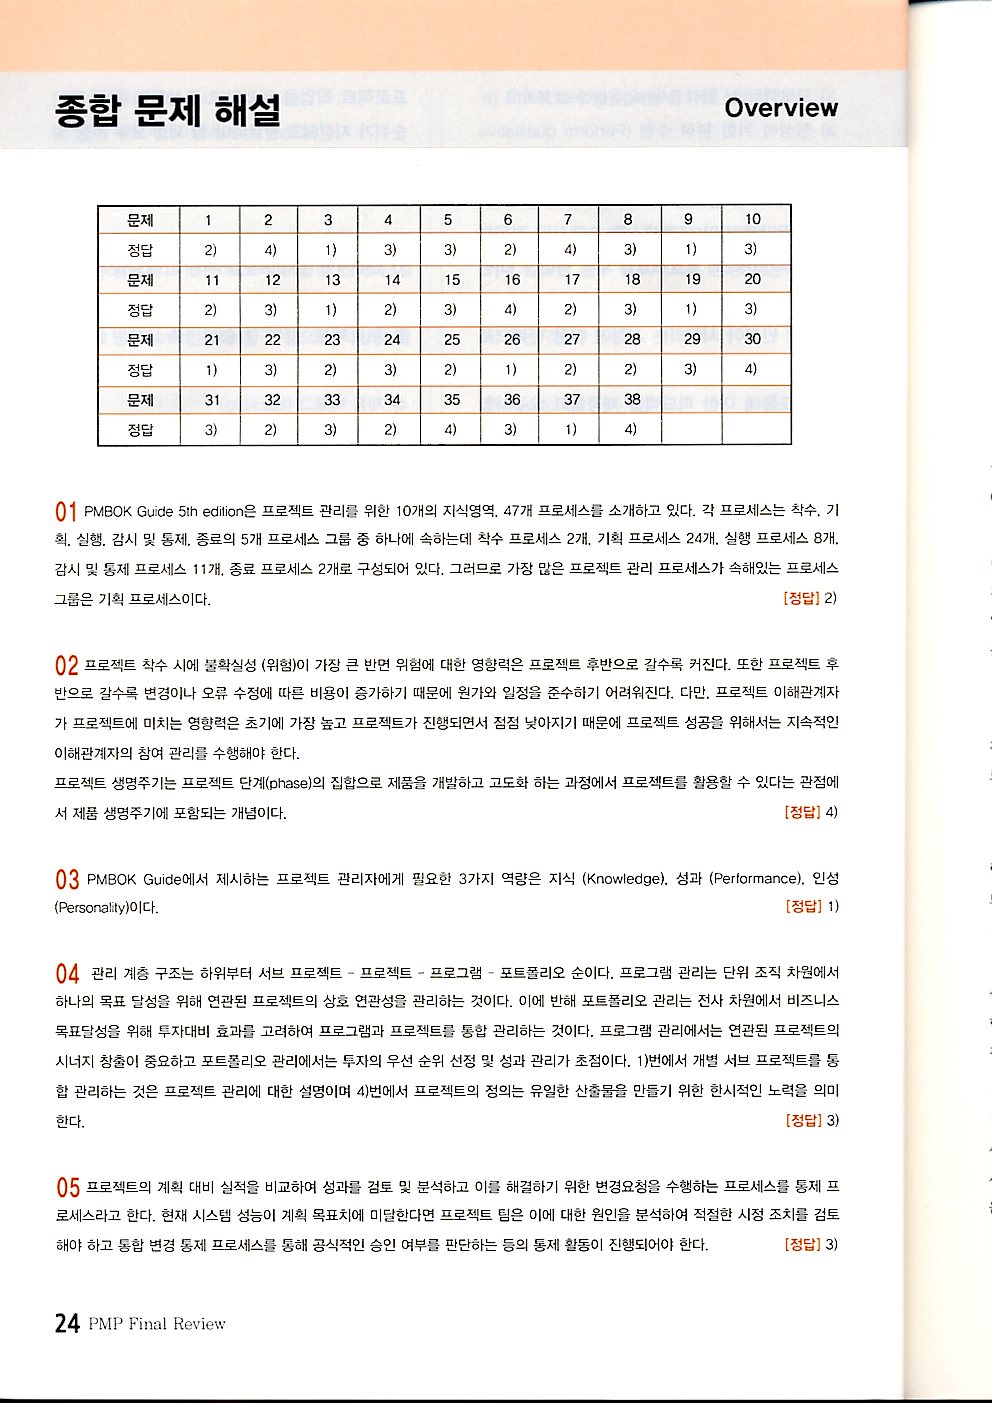 종합 문제 해설
Overview
문제 1 2 3 4 5 6 7 8 9 10
정답 2) 4) 1) 3) 3) 2) 4) 3) 1) 3)
문제 11 12 13 14 15 16 17 18 19 20
정답 2) 3) 1) 2) 3) 4) 2) 3) 1) 3)
문제 21 22 23 24 25 26 27 28 29 30
정답 1) 3) 2) 3) 2) 1) 2) 2) 3) 4)
문제 31 32 33 34 35 36 37 38
정답 3) 2) 3) 2) 4) 3) 1) 4)
01 PMBOK Guide 5th edition은 프로젝트 관리를 위한 10개의 지식영역, 47개 프로세스를 소개하고 있다. 각 프로세스는 착수, 기
획, 실행, 감시 및 통제, 종료의 5개 프로세스 그룹 중 하나에 속하는데 착수 프로세스 2개, 기획 프로세스 24개, 실행 프로세스 8개,
감시 및 통제 프로세스 11개, 종료 프로세스 2개로 구성되어 있다. 그러므로 가장 많은 프로젝트 관리 프로세스가 속해있는 프로세스
그룹은 기획 프로세스이다. [정답] 2)
02 프로젝트 착수 시에 불확실성 (위험)이 가장 큰 반면 위험에 대한 영향력은 프로젝트 후반으로 갈수록 커진다. 또한 프로젝트 후
반으로 갈수록 변경이나 오류 수정에 따른 비용이 증가하기 때문에 원가와 일정을 준수하기 어려워진다. 다만, 프로젝트 이해관계자
가 프로젝트에 미치는 영향력은 초기에 가장 높고 프로젝트가 진행되면서 점점 낮아지기 때문에 프로젝트 성공을 위해서는 지속적인
이해관계자의 참여 관리를 수행해야 한다.
프로젝트 생명주기는 프로젝트 단계(phase)의 집합으로 제품을 개발하고 고도화 하는 과정에서 프로젝트를 활용할 수 있다는 관점에
서 제품 생명주기에 포함되는 개념이다. [정답] 4)
03 PMBOK Guide에서 제시하는 프로젝트 관리자에게 필요한 3가지 역량은 지식 (Knowledge), 성과 (Performance), 인성
(Personality)이다. [정답] 1)
04 관리 계층 구조는 하위부터 서브 프로젝트 - 프로젝트 - 프로그램 - 포트폴리오 순이다. 프로그램 관리는 단위 조직 차원에서
하나의 목표 달성을 위해 연관된 프로젝트의 상호 연관성을 관리하는 것이다. 이에 반해 포트폴리오 관리는 전사 차원에서 비즈니스
목표달성을 위해 투자대비 효과를 고려하여 프로그램과 프로젝트를 통합 관리하는 것이다. 프로그램 관리에서는 연관된 프로젝트의
시너지 창출이 중요하고 포트폴리오 관리에서는 투자의 우선 순위 선정 및 성과 관리가 초점이다. 1)번에서 개별 서브 프로젝트를 통
합 관리하는 것은 프로젝트 관리에 대한 설명이며 4)번에서 프로젝트의 정의는 유일한 산출물을 만들기 위한 한시적인 노력을 의미
한다. [정답] 3)
05 프로젝트의 계획 대비 실적을 비교하여 성과를 검토 및 분석하고 이를 해결하기 위한 변경요청을 수행하는 프로세스를 통제 프
로세스라고 한다. 현재 시스템 성능이 계획 목표치에 미달한다면 프로젝트 팀은 이에 대한 원인을 분석하여 적절한 시정 조치를 검토
해야 하고 통합 변경 통제 프로세스를 통해 공식적인 승인 여부를 판단하는 등의 통제 활동이 진행되어야 한다. [정답] 3)
24 PMP Final Review